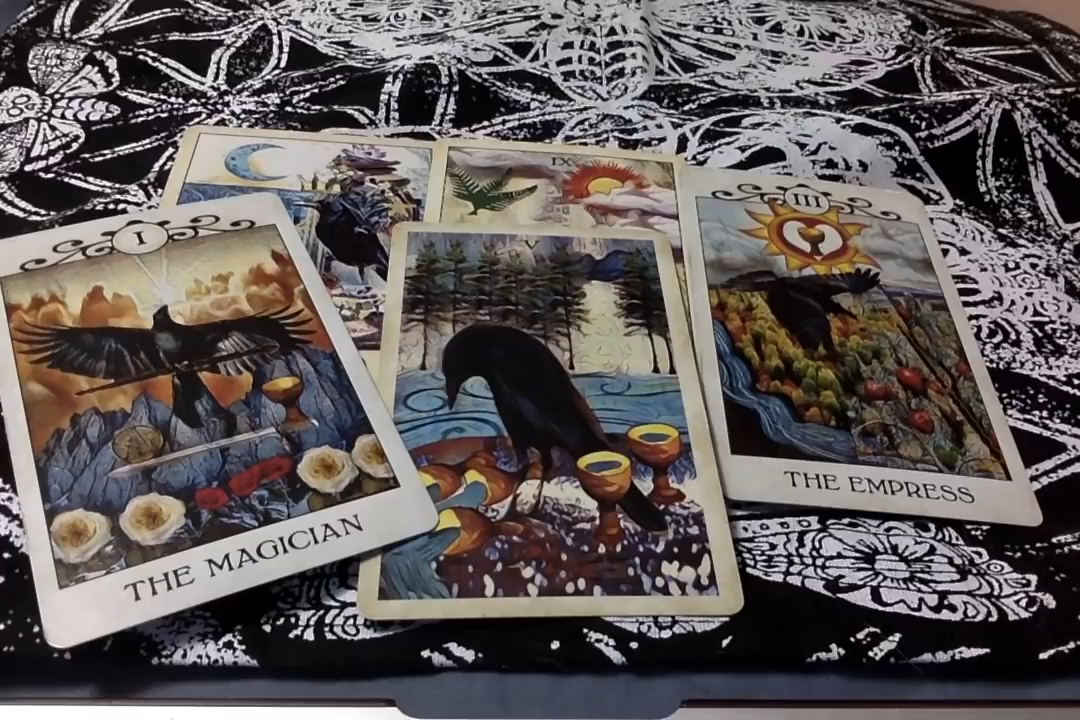 IX
III
I
V
THE EMPRESS
THE MAGICIAN